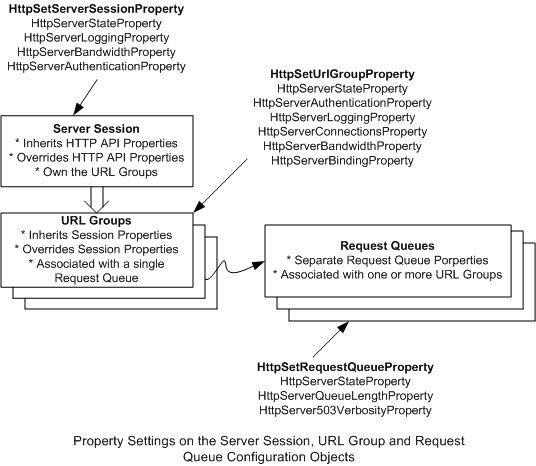 HttpSetServerSessionProperty
HttpServerStateProperty
HttpServerLoggingProperty
HttpServerBandwidthProperty
HttpServerAuthenticationProperty
HttpSetUrlGroupProperty
HttpServerStateProperty
HttpServerAuthenticationProperty
HttpServerLoggingProperty
HttpServerConnectionsProperty
HttpServerBandwidthProperty
HttpServerBindingProperty
Server Session
* Inherits HTTP API Properties
* Overrides HTTP API Properties
* Own the URL Groups
URL Groups
* Inherits Session Properties
* Overrides Session Properties
* Associated with a single
Request Queue
Request Queues
* Separate Request Queue Porperties
* Associated with one or more URL Groups
HttpSetRequestQueueProperty
HttpServerStateProperty
HttpServerQueueLengthProperty
HttpServer503VerbosityProperty
Property Settings on the Server Session, URL Group and Request
Queue Configuration Objects